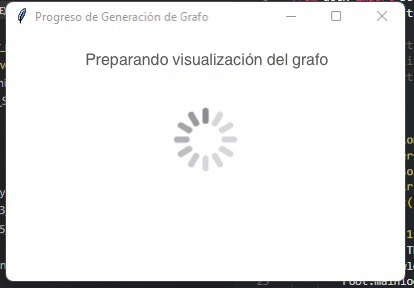 Progreso de Generación de Grafo
Preparando visualización del grafo